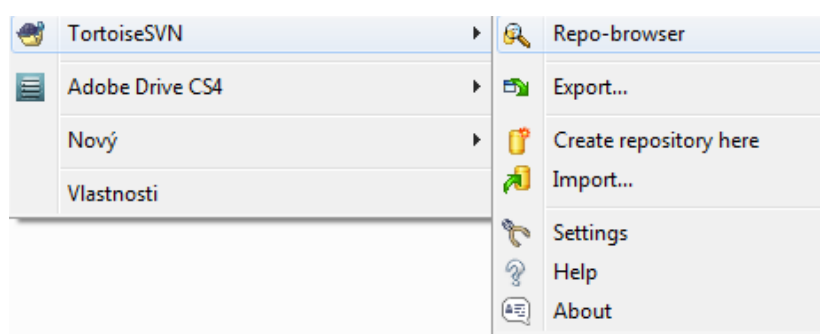 TortoiseSVN
Adobe Drive CS4
Nový
Vlastnosti
Repo-browser
Export...
Create repository here
Import...
Settings
Help
About